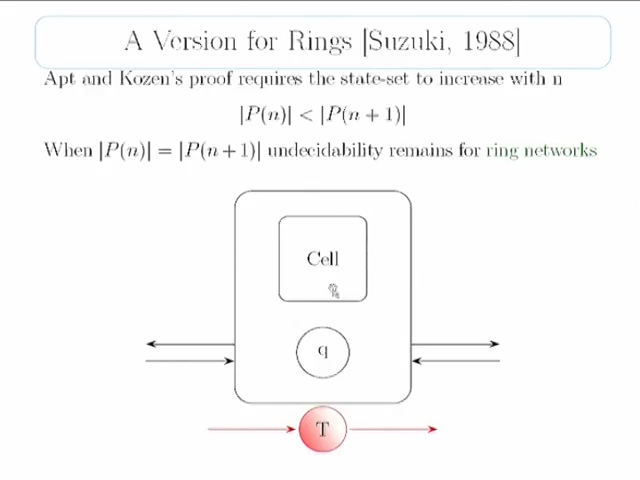 A Version for Rings [Suzuki, 1988]
Apt and Kozen's proof requires the state-set to increase with n
|P(n)| < |P(n + 1)|
When |P(n)| = |P(n+1)| undecidability remains for ring networks
Cell
q
T